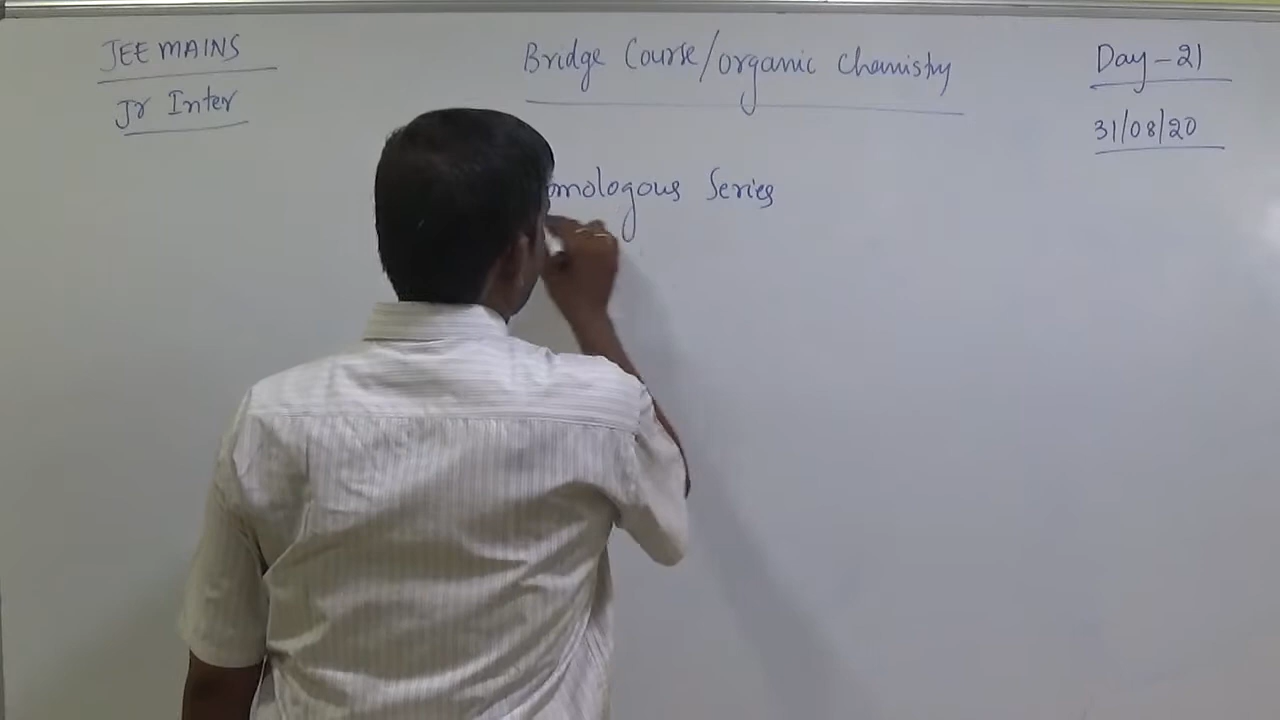 JEE MAINS
Jr Inter
Bridge Course/organic chemistry
Day-21
31/08/20
omologous Series